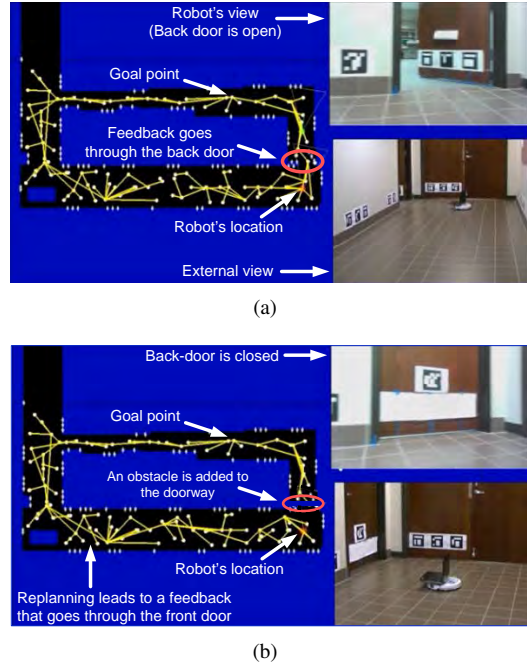 Robot's view
(Back door is open)
Goal point
Feedback goes
through the back door
Robot's location
External view
(a)
Back-door is closed
Goal point
An obstacle is added to
the doorway
Robot's location
Replanning leads to a feedback
that goes through the front door
(b)